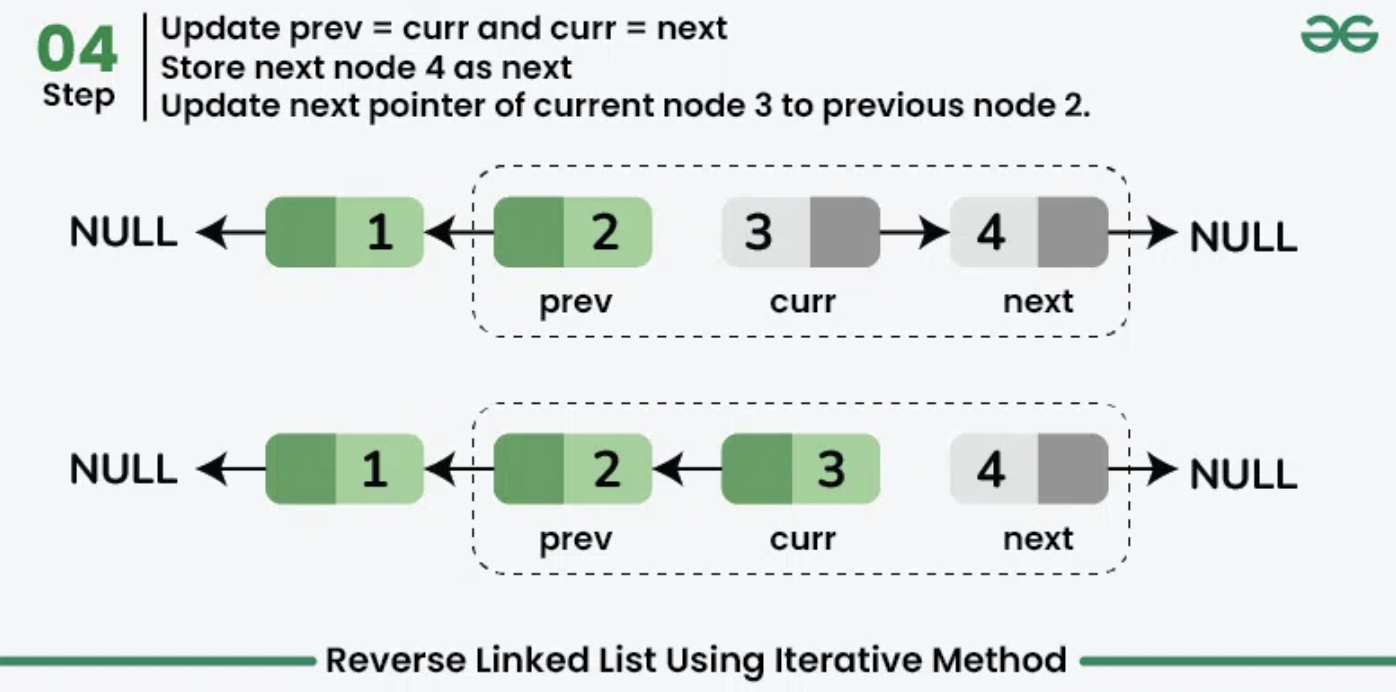 04
Step
Update prev = curr and curr = next
Store next node 4 as next
Update next pointer of current node 3 to previous node 2.
NULL 1 2 3 4 NULL
prev curr next
NULL 1 2 3 4 NULL
prev curr next
Reverse Linked List Using Iterative Method